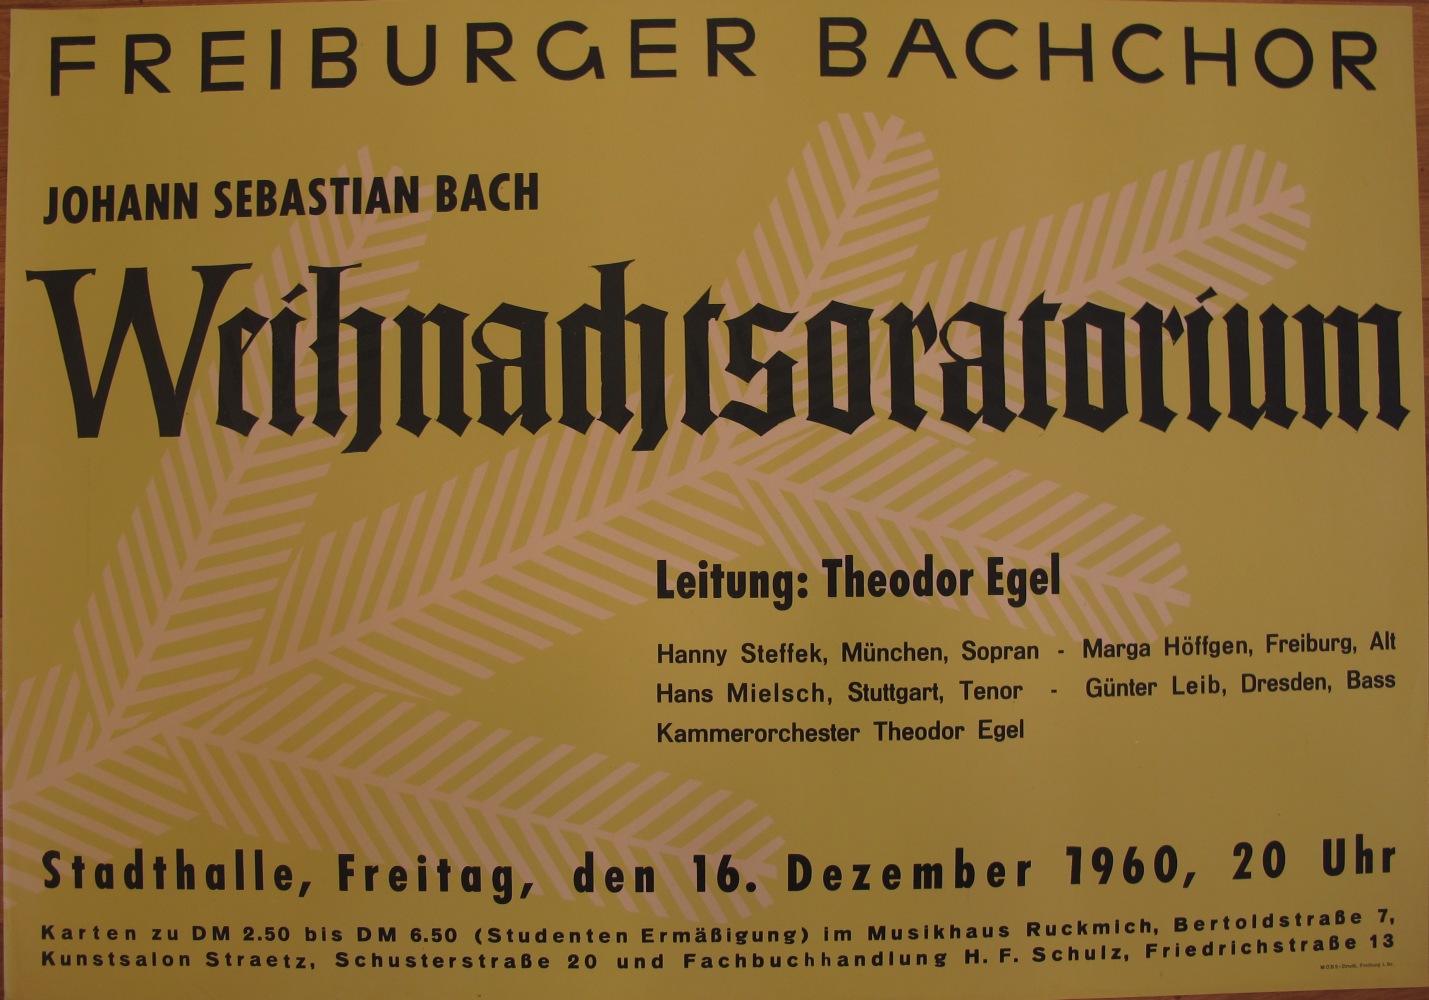 FREIBURGER BACHCHOR
JOHANN SEBASTIAN BACH
Weihnachtsoratorium
Leitung: Theodor Egel
Hanny Steffek, München, Sopran - Marga Höffgen, Freiburg, Alt
Hans Mielsch, Stuttgart, Tenor - Günter Leib, Dresden, Bass
Kammerorchester Theodor Egel
Stadthalle, Freitag, den 16. Dezember 1960, 20 Uhr
Karten zu DM 2.50 bis DM 6.50 (Studenten Ermäßigung) im Musikhaus Ruckmich, Bertoldstraße 7,
Kunstsalon Straetz, Schusterstraße 20 und Fachbuchhandlung H. F. Schulz, Friedrichstraße 13